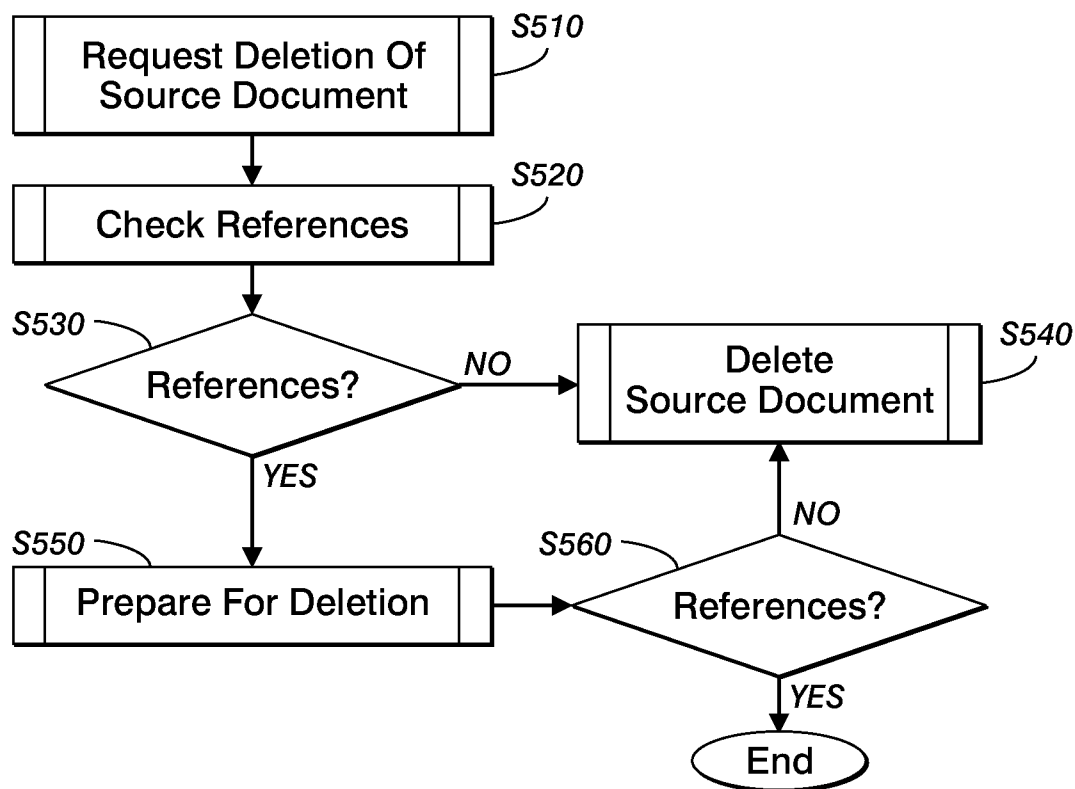 S510
Request Deletion Of
Source Document
S520
Check References
S530
References?
NO
S540
Delete
Source Document
YES
NO
S550
Prepare For Deletion
S560
References?
YES
End